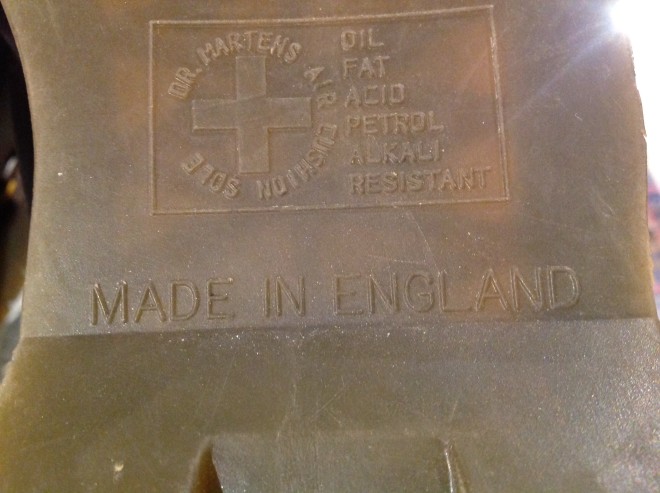 DR. MARTENS AIR CUSHION SOLE
OIL
FAT
ACID
PETROL
ALKALI
RESISTANT
MADE IN ENGLAND